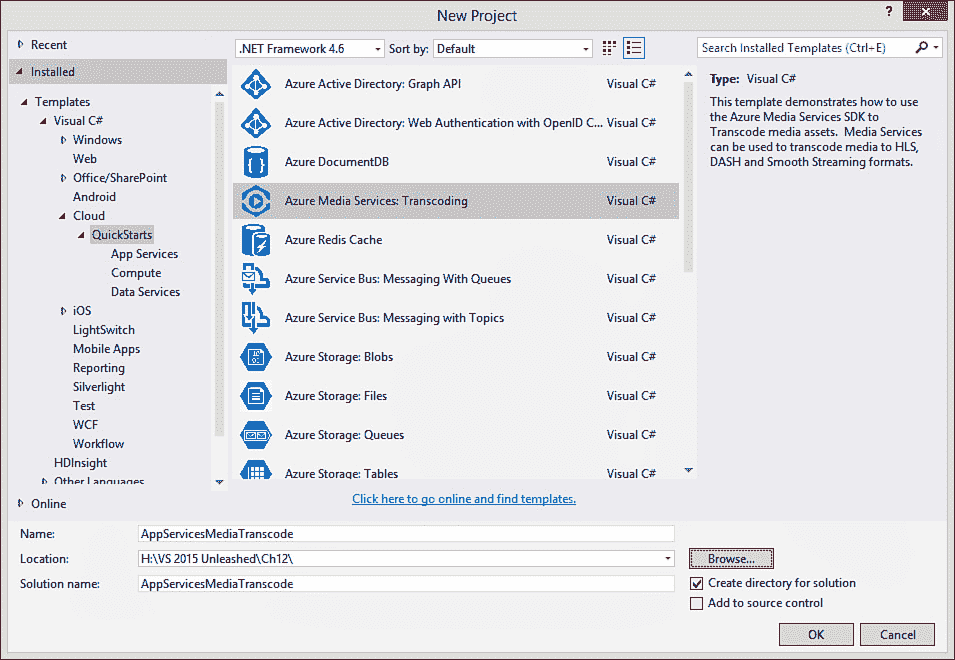 New Project
?
Recent
.NET Framework 4.6
Sort by:
Default
Search Installed Templates (Ctrl+E)
Installed
Templates
Visual C#
Windows
Web
Office/SharePoint
Android
Cloud
QuickStarts
App Services
Compute
Data Services
iOS
LightSwitch
Mobile Apps
Reporting
Silverlight
Test
WCF
Workflow
HDInsight
Other Languages
Online
Azure Active Directory: Graph API Visual C#
Azure Active Directory: Web Authentication with OpenID C... Visual C#
Azure DocumentDB Visual C#
Azure Media Services: Transcoding Visual C#
Azure Redis Cache Visual C#
Azure Service Bus: Messaging With Queues Visual C#
Azure Service Bus: Messaging with Topics Visual C#
Azure Storage: Blobs Visual C#
Azure Storage: Files Visual C#
Azure Storage: Queues Visual C#
Azure Storage: Tables Visual C#
Click here to go online and find templates.
Type: Visual C#
This template demonstrates how to use
the Azure Media Services SDK to
Transcode media assets. Media Services
can be used to transcode media to HLS,
DASH and Smooth Streaming formats.
Name: AppServicesMediaTranscode
Location: H:\VS 2015 Unleashed\Ch12\
Browse...
Solution name: AppServicesMediaTranscode
Create directory for solution
Add to source control
OK
Cancel